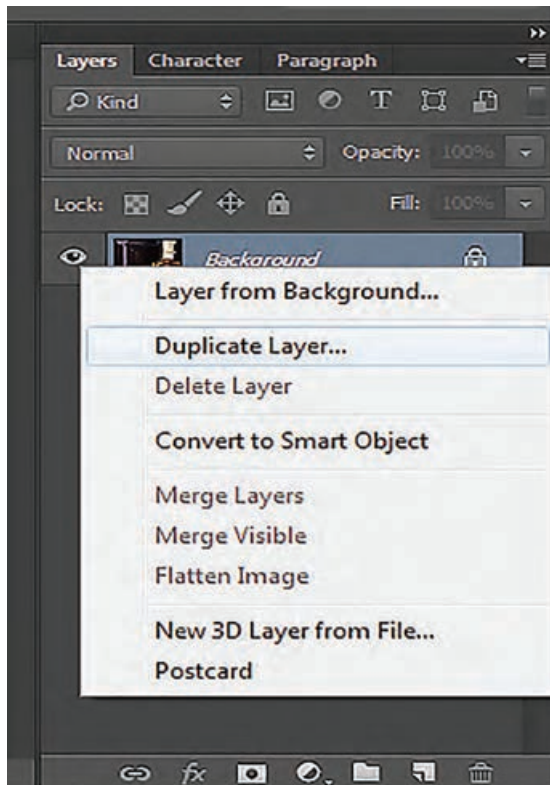 Layers Character Paragraph
Kind T
Normal Opacity: 100%
Lock: Fill: 100%
Background
Layer from Background...
Duplicate Layer...
Delete Layer
Convert to Smart Object
Merge Layers
Merge Visible
Flatten Image
New 3D Layer from File...
Postcard
fx